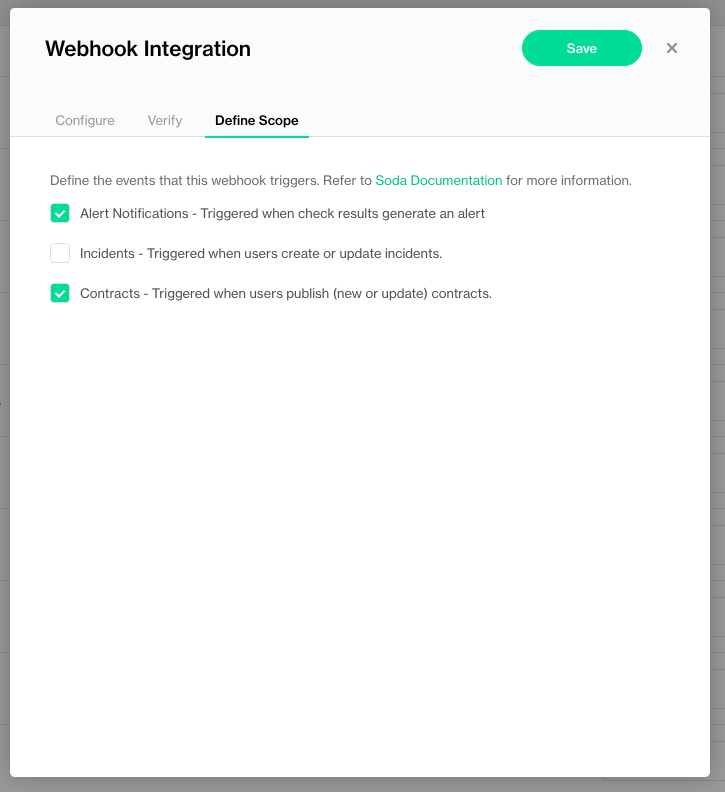 Webhook Integration
Save
Configure
Verify
Define Scope
Define the events that this webhook triggers. Refer to Soda Documentation for more information.
Alert Notifications - Triggered when check results generate an alert
Incidents - Triggered when users create or update incidents.
Contracts - Triggered when users publish (new or update) contracts.